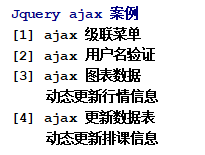 Jquery ajax 案例
[1] ajax 级联菜单
[2] ajax 用户名验证
[3] ajax 图表数据
动态更新行情信息
[4] ajax 更新数据表
动态更新排课信息